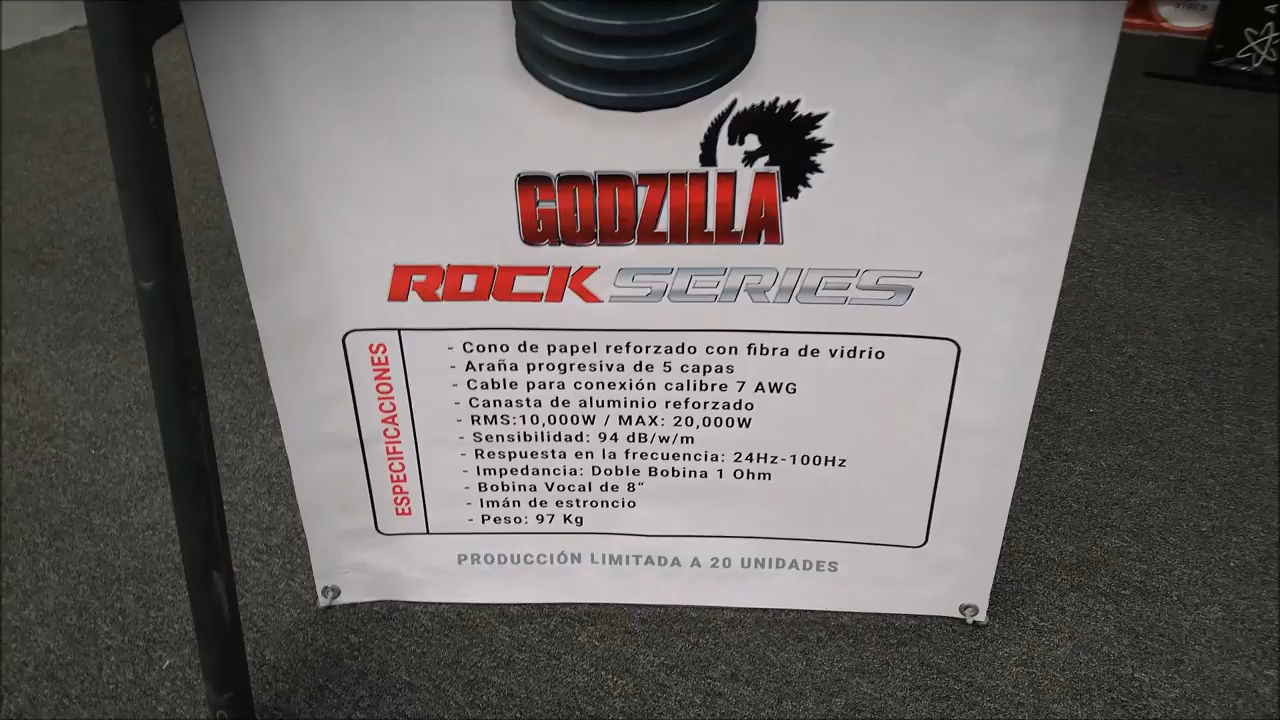 GODZILLA
ROCK SERIES
ESPECIFICACIONES
- Cono de papel reforzado con fibra de vidrio
- Araña progresiva de 5 capas
- Cable para conexión calibre 7 AWG
- Canasta de aluminio reforzado
- RMS:10,000W / MAX: 20,000W
- Sensibilidad: 94 dB/w/m
- Respuesta en la frecuencia: 24Hz-100Hz
- Impedancia: Doble Bobina 1 Ohm
- Bobina Vocal de 8“
- Imán de estroncio
- Peso: 97 Kg
PRODUCCIÓN LIMITADA A 20 UNIDADES